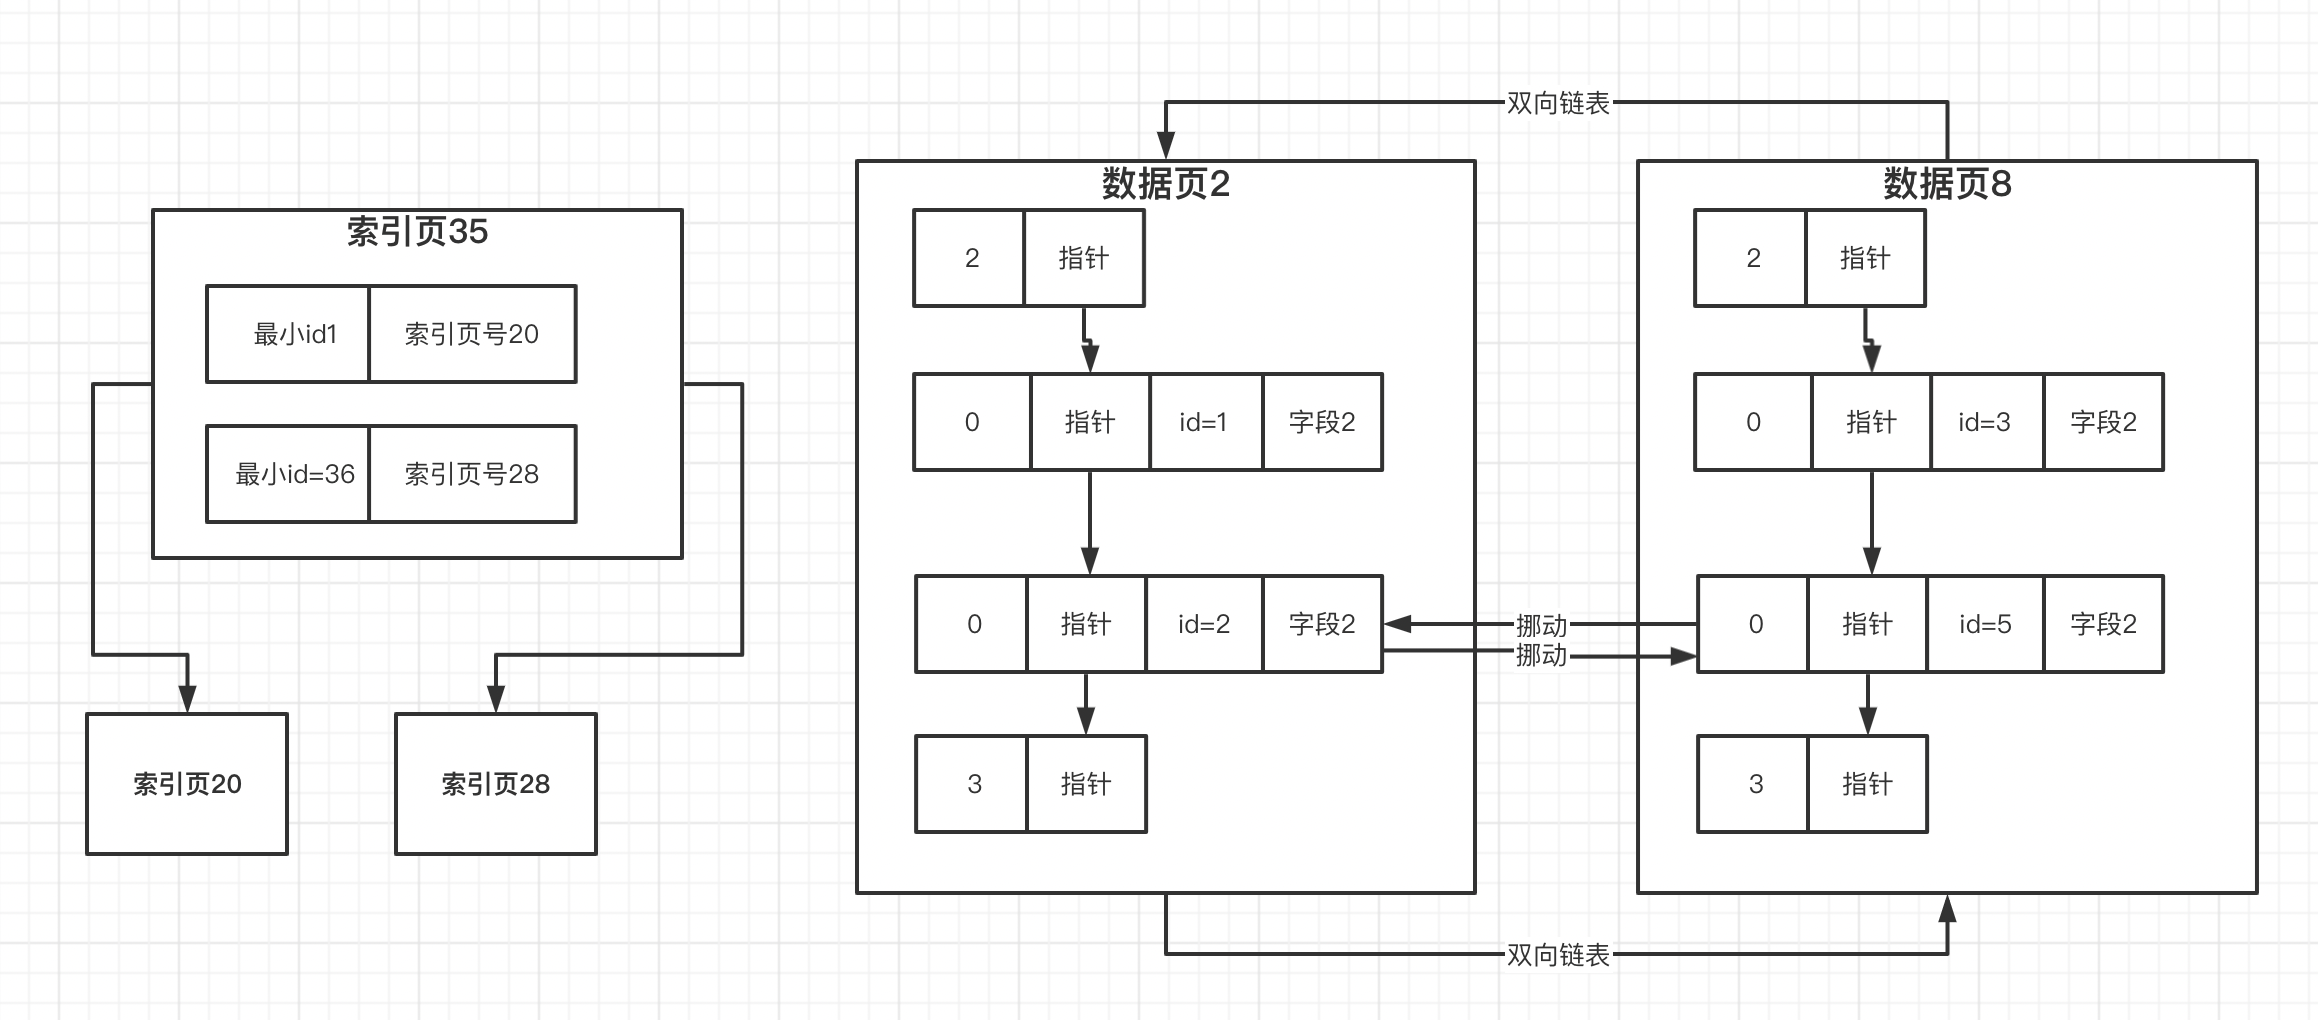 索引页35
最小id1 索引页号20
最小id=36 索引页号28
索引页20
索引页28
双向链表
数据页2
2 指针
0 指针 id=1 字段2
0 指针 id=2 字段2
3 指针
挪动
挪动
数据页8
2 指针
0 指针 id=3 字段2
0 指针 id=5 字段2
3 指针
双向链表